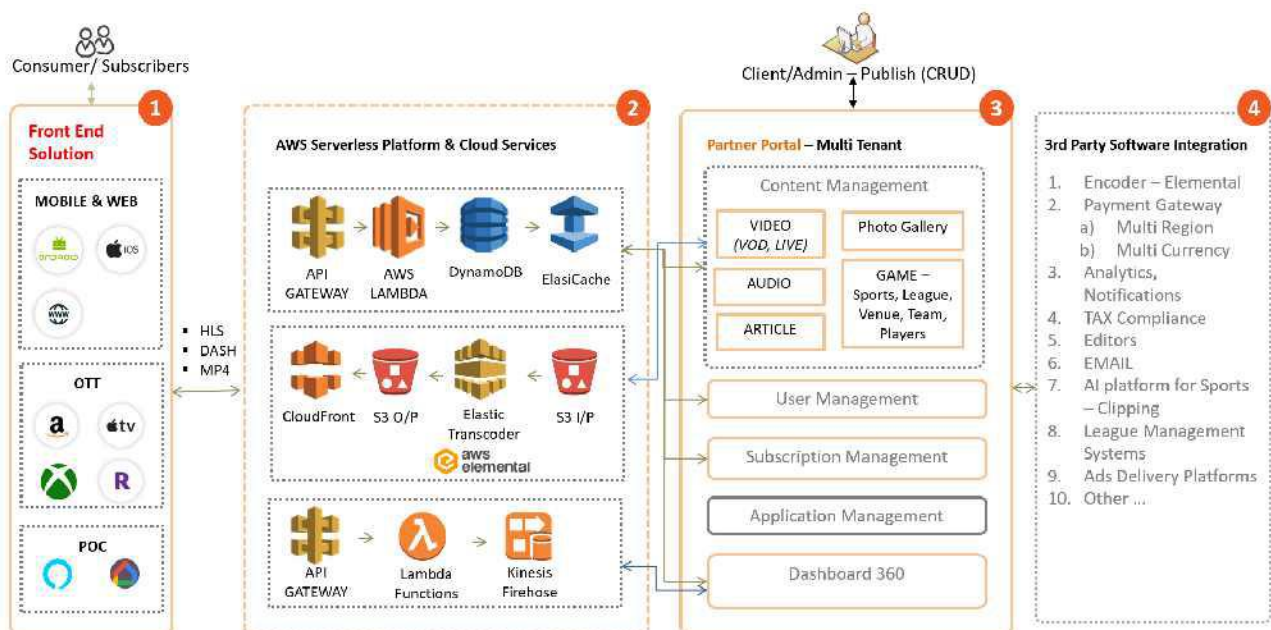 Consumer/ Subscribers
Client/Admin – Publish (CRUD)
1
Front End
Solution
MOBILE & WEB
ANDROID
iOS
WWW
OTT
a
tv
R
POC
HLS
DASH
MP4
2
AWS Serverless Platform & Cloud Services
API
GATEWAY
AWS
LAMBDA
DynamoDB
ElasiCache
CloudFront
S3 O/P
Elastic
Transcoder
S3 I/P
aws
elemental
API
GATEWAY
Lambda
Functions
Kinesis
Firehose
3
Partner Portal – Multi Tenant
Content Management
VIDEO
(VOD, LIVE)
Photo Gallery
AUDIO
GAME –
Sports, League,
Venue, Team,
Players
ARTICLE
User Management
Subscription Management
Application Management
Dashboard 360
4
3rd Party Software Integration
1. Encoder – Elemental
2. Payment Gateway
a) Multi Region
b) Multi Currency
3. Analytics,
Notifications
4. TAX Compliance
5. Editors
6. EMAIL
7. AI platform for Sports
– Clipping
8. League Management
Systems
9. Ads Delivery Platforms
10. Other ...